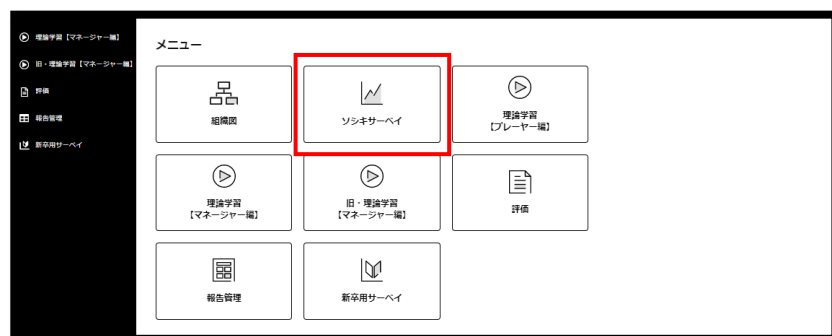 理論学習【マネージャー編】
旧・理論学習【マネージャー編】
評価
報告管理
新卒用サーベイ
メニュー
組織図
ソシキサーベイ
理論学習
【プレーヤー編】
理論学習
【マネージャー編】
旧・理論学習
【マネージャー編】
評価
報告管理
新卒用サーベイ